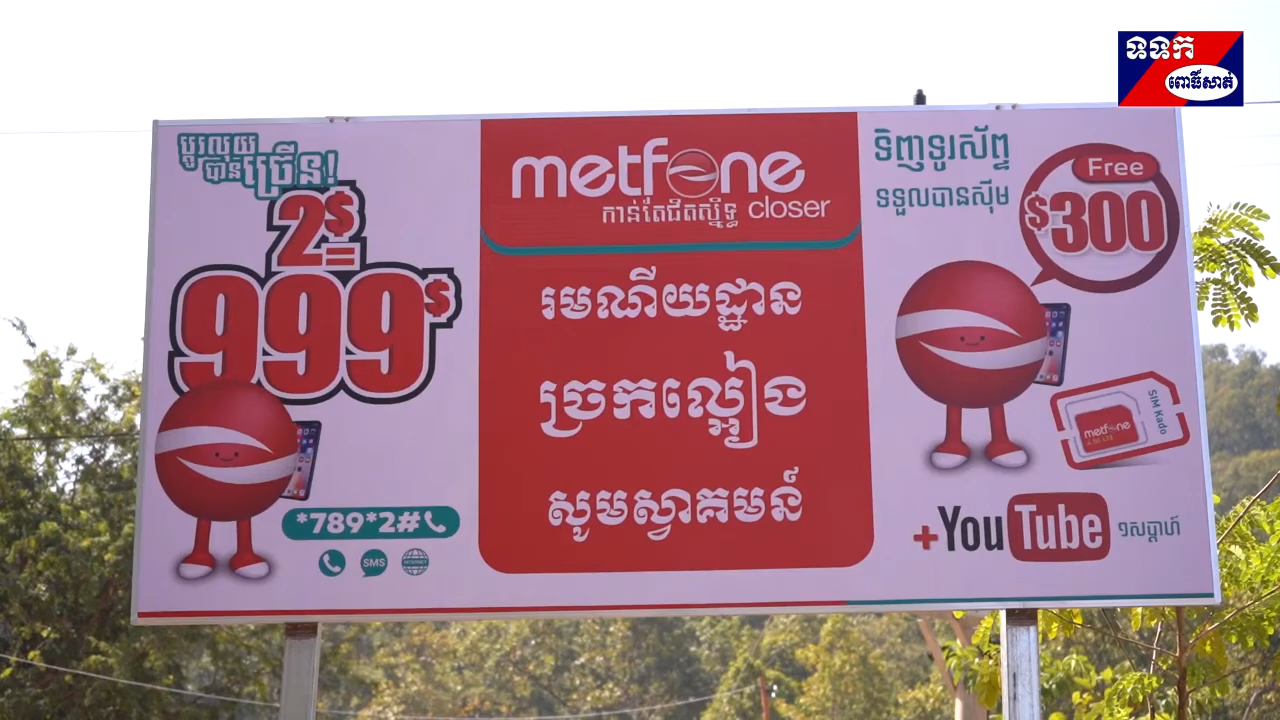 ទទក
ពោធិ៍សាត់
ប្តូរលុយ
បានច្រើន!
2$
=
999$
*789*2#
SMS
INTERNET
metfone
កាន់តែជិតស្និទ្ធ closer
រមណីយដ្ឋាន
ច្រកល្អៀង
សូមស្វាគមន៍
ទិញទូរស័ព្ទ
ទទួលបានស៊ីម
Free
$300
SIM Kado
metfone
+YouTube ១សប្តាហ៍